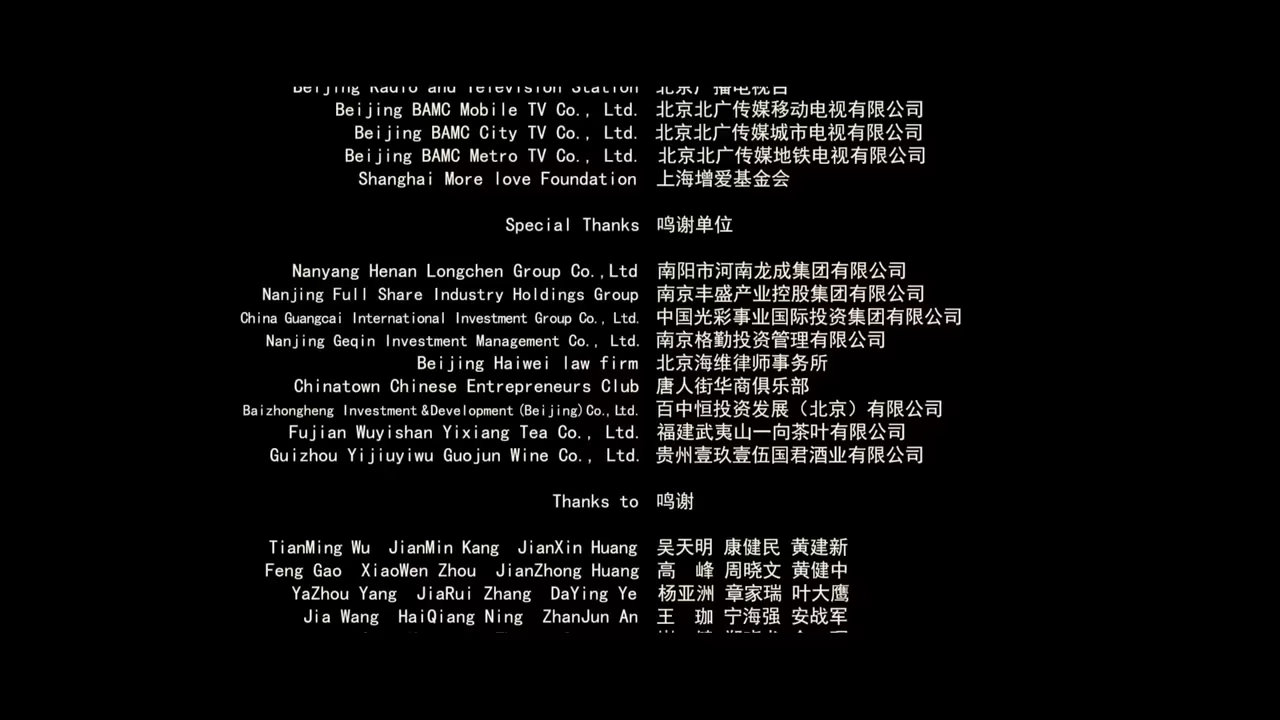 Beijing Radio and Television Station 北京广播电视台
Beijing BAMC Mobile TV Co., Ltd. 北京北广传媒移动电视有限公司
Beijing BAMC City TV Co., Ltd. 北京北广传媒城市电视有限公司
Beijing BAMC Metro TV Co., Ltd. 北京北广传媒地铁电视有限公司
Shanghai More love Foundation 上海增爱基金会
Special Thanks 鸣谢单位
Nanyang Henan Longchen Group Co.,Ltd 南阳市河南龙成集团有限公司
Nanjing Full Share Industry Holdings Group 南京丰盛产业控股集团有限公司
China Guangcai International Investment Group Co., Ltd. 中国光彩事业国际投资集团有限公司
Nanjing Geqin Investment Management Co., Ltd. 南京格勤投资管理有限公司
Beijing Haiwei law firm 北京海维律师事务所
Chinatown Chinese Entrepreneurs Club 唐人街华商俱乐部
Baizhongheng Investment &Development (Beijing) Co., Ltd. 百中恒投资发展（北京）有限公司
Fujian Wuyishan Yixiang Tea Co., Ltd. 福建武夷山一向茶叶有限公司
Guizhou Yijiuyiwu Guojun Wine Co., Ltd. 贵州壹玖壹伍国君酒业有限公司
Thanks to 鸣谢
TianMing Wu JianMin Kang JianXin Huang 吴天明 康健民 黄建新
Feng Gao XiaoWen Zhou JianZhong Huang 高 峰 周晓文 黄健中
YaZhou Yang JiaRui Zhang DaYing Ye 杨亚洲 章家瑞 叶大鹰
Jia Wang HaiQiang Ning ZhanJun An 王 珈 宁海强 安战军